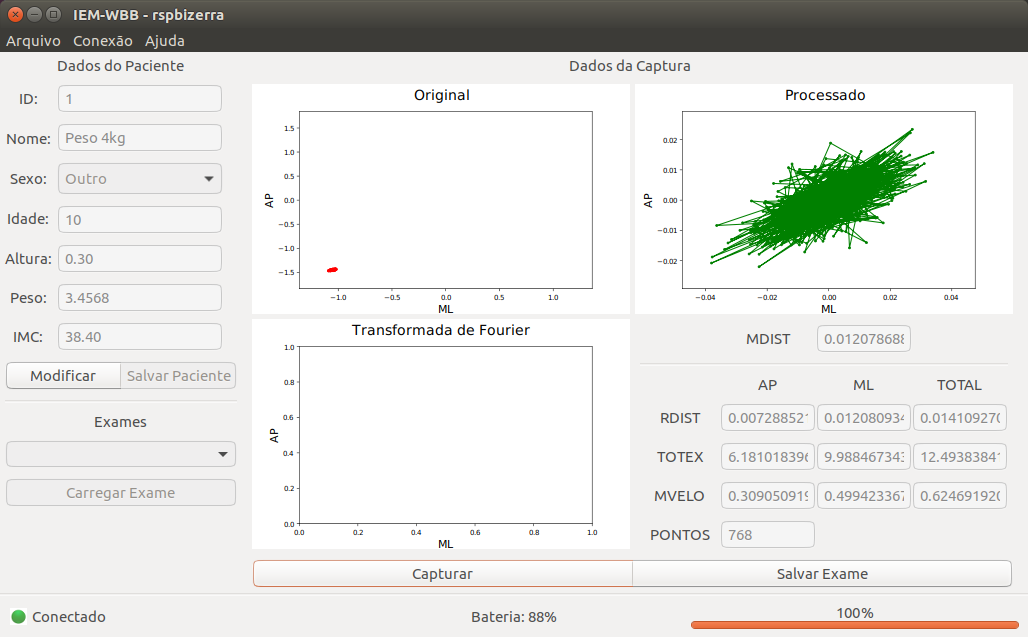 IEM-WBB - rspbizerra
Arquivo Conexão Ajuda
Dados do Paciente
ID: 1
Nome: Peso 4kg
Sexo: Outro
Idade: 10
Altura: 0.30
Peso: 3.4568
IMC: 38.40
Modificar Salvar Paciente
Exames
Carregar Exame
Dados da Captura
Original
1.5
1.0
0.5
0.0
−0.5
−1.0
−1.5
AP
−1.0 −0.5 0.0 0.5 1.0
ML
Processado
0.02
0.01
0.00
−0.01
−0.02
AP
−0.04 −0.02 0.00 0.02 0.04
ML
Transformada de Fourier
1.0
0.8
0.6
0.4
0.2
0.0
AP
0.0 0.2 0.4 0.6 0.8 1.0
ML
MDIST 0.01207868
AP ML TOTAL
RDIST 0.00728852 0.01208093 0.014109270
TOTEX 6.181018396 9.988467343 12.49383841
MVELO 0.309050919 0.499423367 0.624691920
PONTOS 768
Capturar Salvar Exame
Conectado Bateria: 88% 100%